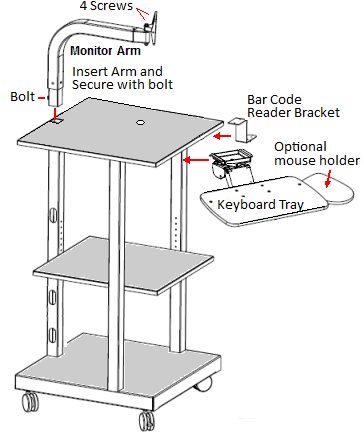 4 Screws
Monitor Arm
Insert Arm and
Secure with bolt
Bolt
Bar Code
Reader Bracket
Optional
mouse holder
Keyboard Tray